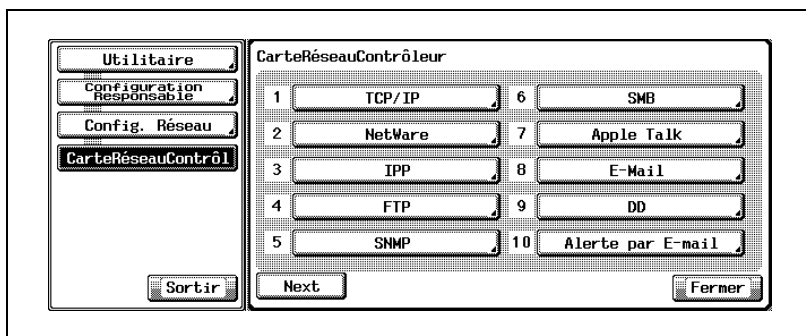 Utilitaire
Configuration
Responsable
Config. Réseau
CarteRéseauContrôl
Sortir
CarteRéseauContrôleur
1 TCP/IP
2 NetWare
3 IPP
4 FTP
5 SNMP
6 SMB
7 Apple Talk
8 E-Mail
9 DD
10 Alerte par E-mail
Next
Fermer